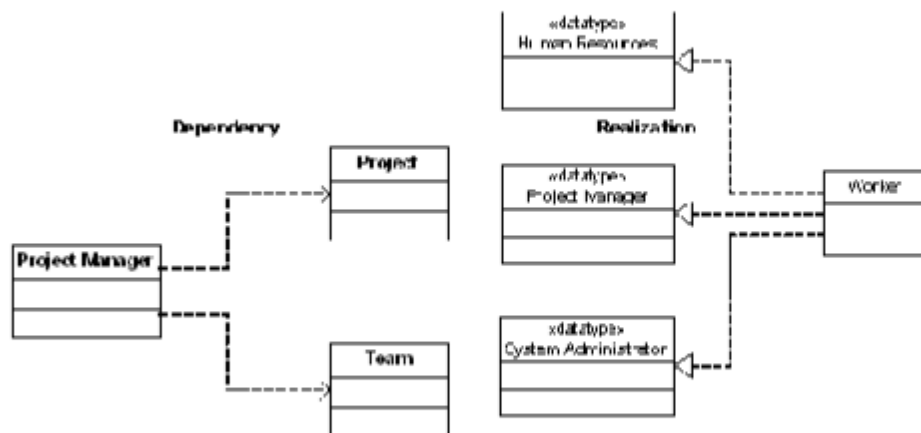 «datatype»
Human Resources
Dependency
Realization
Project
«datatype»
Project Manager
Worker
Project Manager
«datatype»
System Administrator
Team